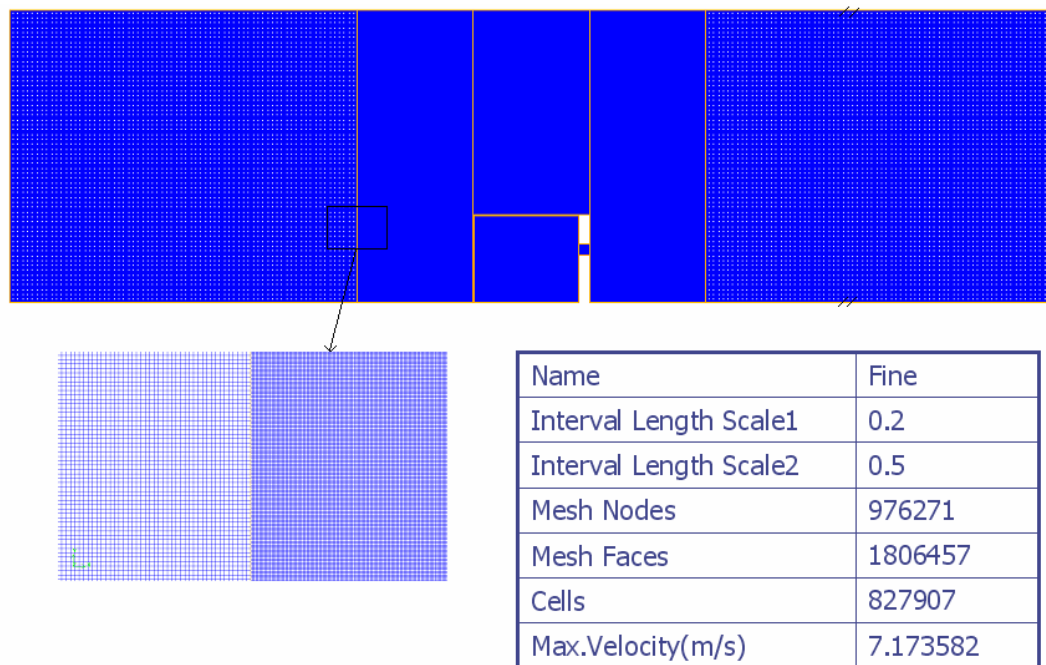 Name Fine
Interval Length Scale1 0.2
Interval Length Scale2 0.5
Mesh Nodes 976271
Mesh Faces 1806457
Cells 827907
Max.Velocity(m/s) 7.173582